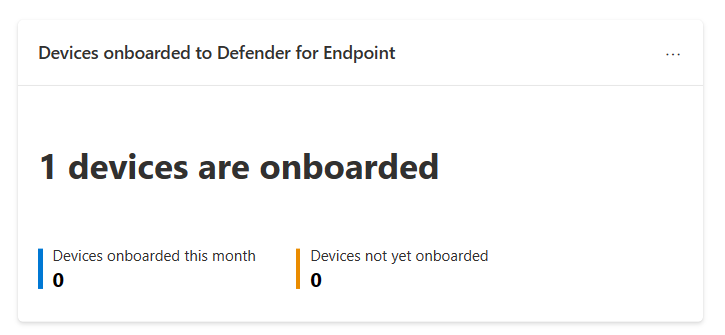 Devices onboarded to Defender for Endpoint
...
1 devices are onboarded
Devices onboarded this month
0
Devices not yet onboarded
0